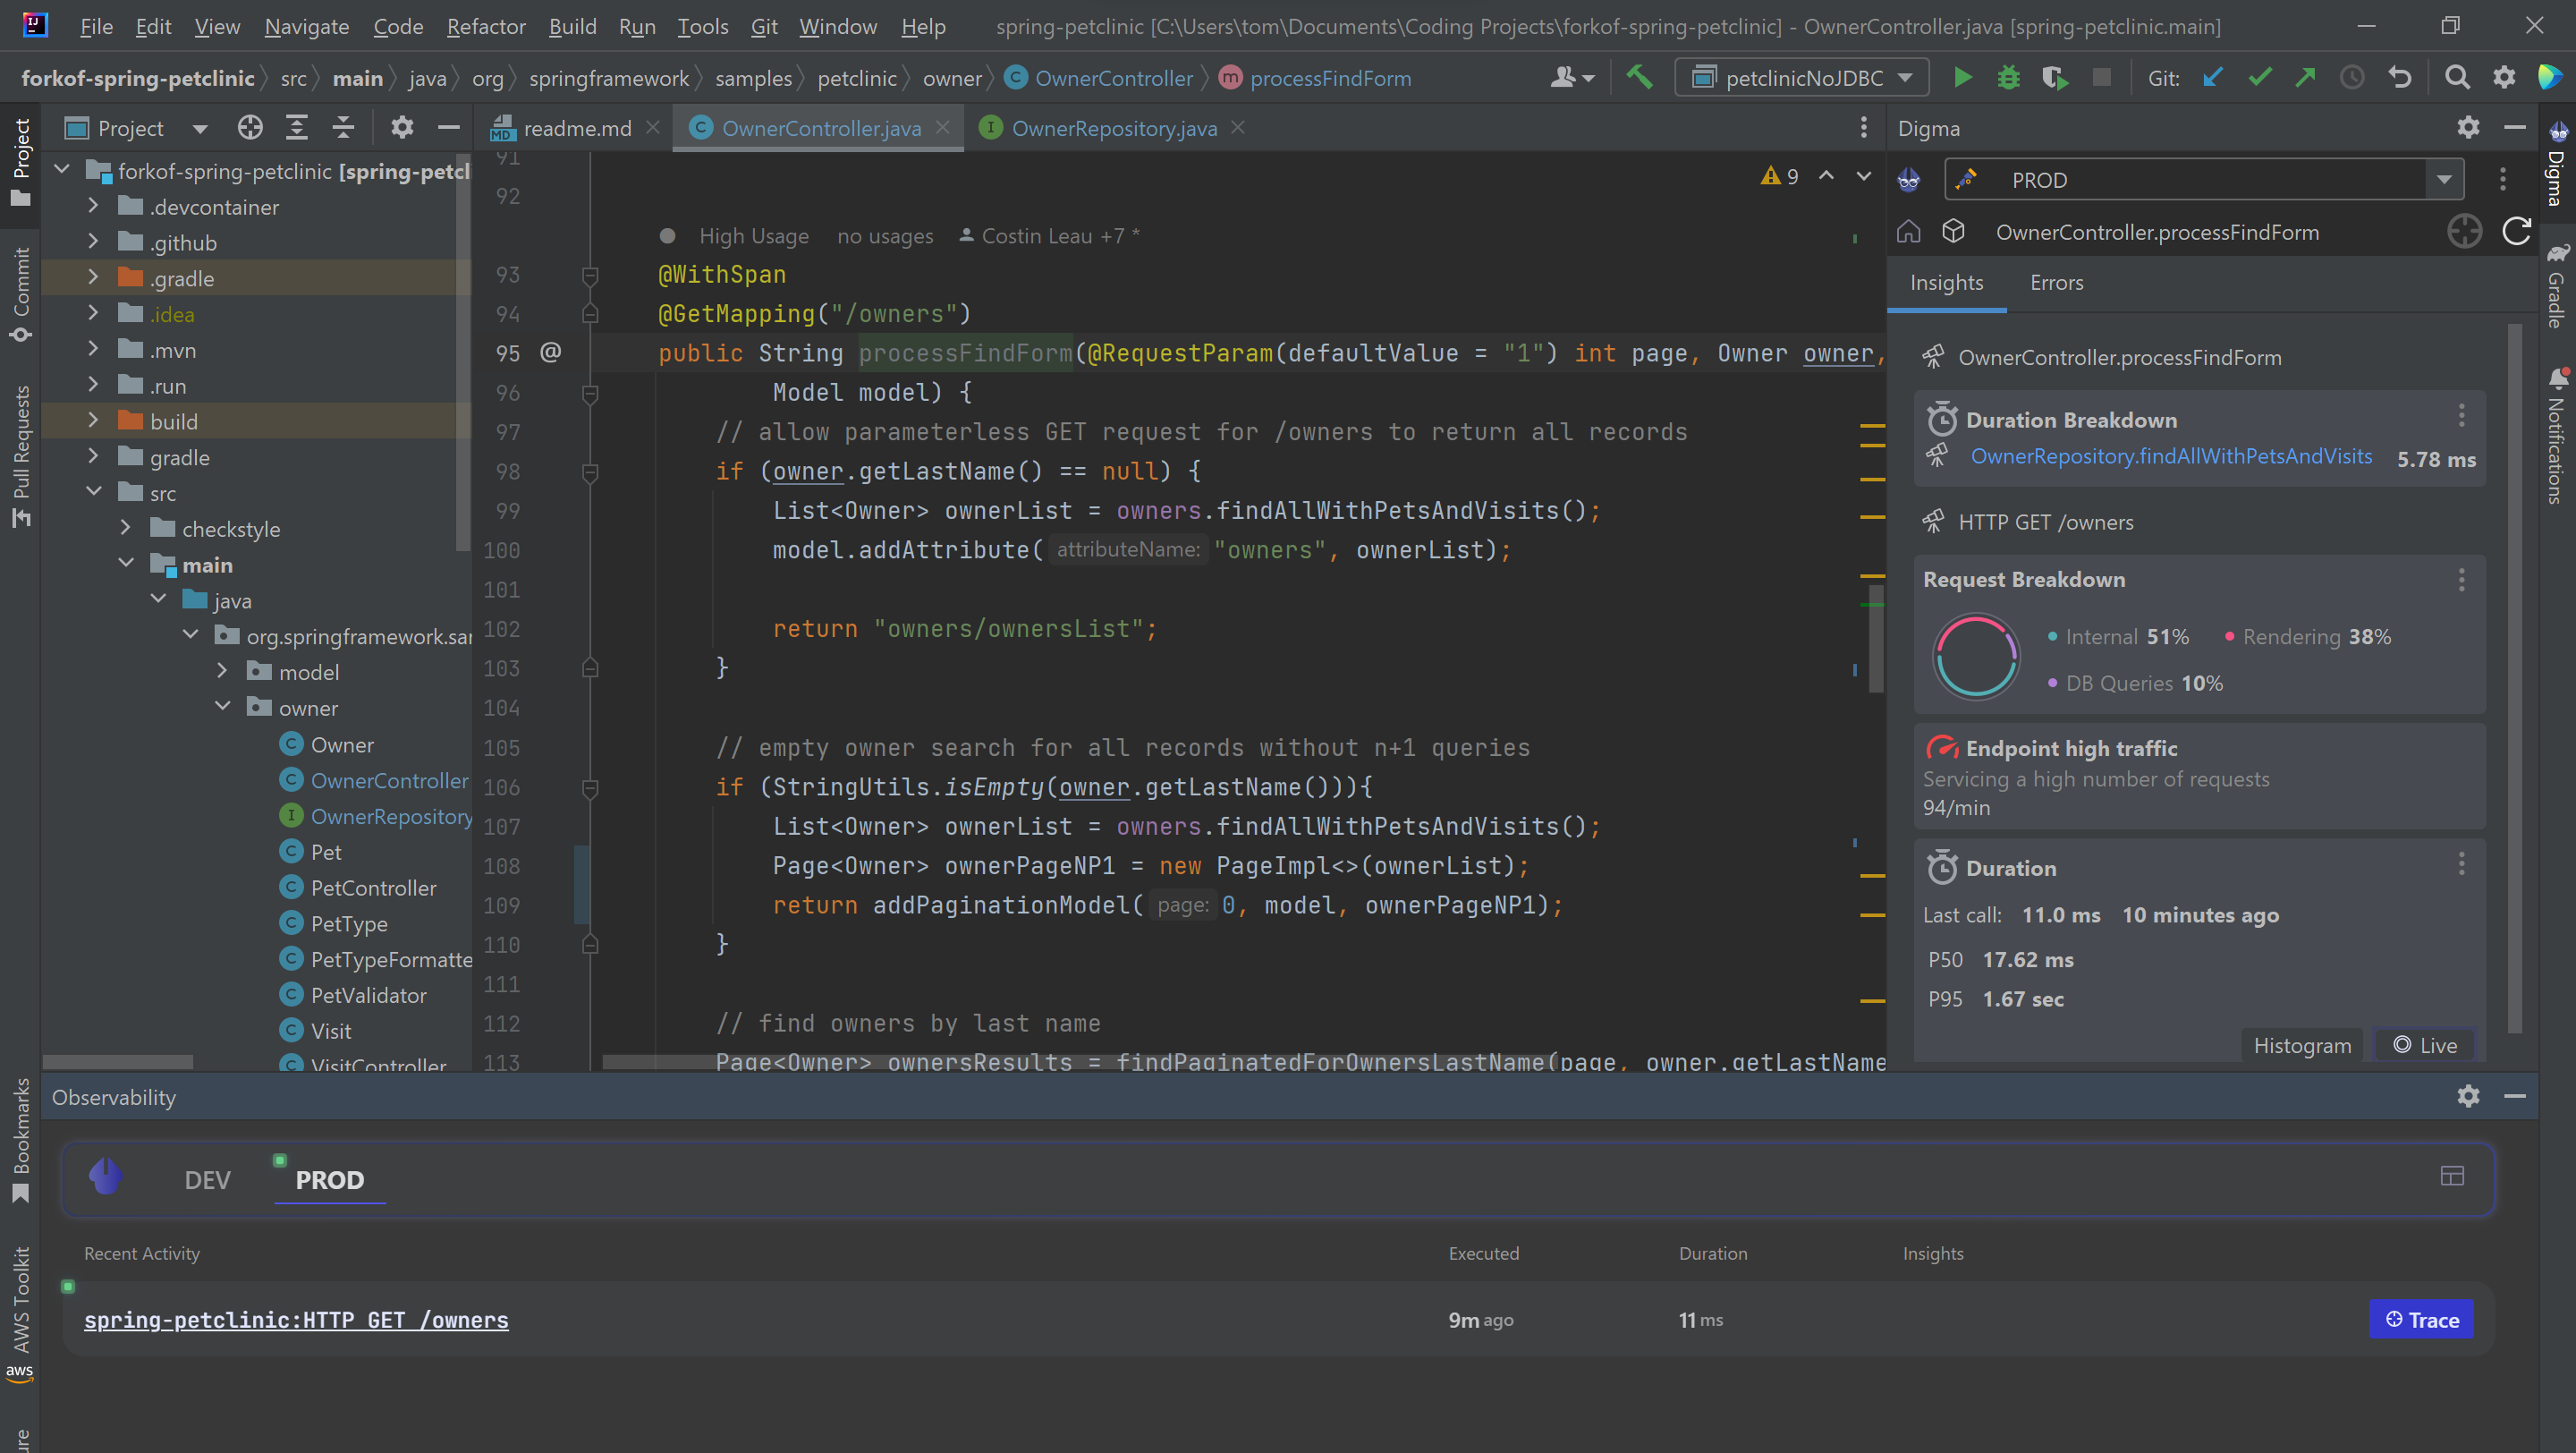 File Edit View Navigate Code Refactor Build Run Tools Git Window Help spring-petclinic [C:\Users\tom\Documents\Coding Projects\forkof-spring-petclinic] - OwnerController.java [spring-petclinic.main]
forkof-spring-petclinic src main java org springframework samples petclinic owner OwnerController processFindForm petclinicNoJDBC Git:
Project
Commit
Pull Requests
Bookmarks
AWS Toolkit
aws
Project
forkof-spring-petclinic [spring-petcl
.devcontainer
.github
.gradle
.idea
.mvn
.run
build
gradle
src
checkstyle
main
java
org.springframework.sar
model
owner
Owner
OwnerController
OwnerRepository
Pet
PetController
PetType
PetTypeFormatte
PetValidator
Visit
VisitController
readme.md OwnerController.java OwnerRepository.java
91
92
9
High Usage no usages Costin Leau +7 *
93 @WithSpan
94 @GetMapping("/owners")
95 @ public String processFindForm(@RequestParam(defaultValue = "1") int page, Owner owner,
96 Model model) {
97 // allow parameterless GET request for /owners to return all records
98 if (owner.getLastName() == null) {
99 List<Owner> ownerList = owners.findAllWithPetsAndVisits();
100 model.addAttribute( attributeName: "owners", ownerList);
101
102 return "owners/ownersList";
103 }
104
105 // empty owner search for all records without n+1 queries
106 if (StringUtils.isEmpty(owner.getLastName())){
107 List<Owner> ownerList = owners.findAllWithPetsAndVisits();
108 Page<Owner> ownerPageNP1 = new PageImpl<>(ownerList);
109 return addPaginationModel( page: 0, model, ownerPageNP1);
110 }
111
112 // find owners by last name
113 Page<Owner> ownersResults = findPaginatedForOwnersLastName(page, owner.getLastName
Digma
PROD
OwnerController.processFindForm
Insights Errors
OwnerController.processFindForm
Duration Breakdown
OwnerRepository.findAllWithPetsAndVisits 5.78 ms
HTTP GET /owners
Request Breakdown
Internal 51% Rendering 38%
DB Queries 10%
Endpoint high traffic
Servicing a high number of requests
94/min
Duration
Last call: 11.0 ms 10 minutes ago
P50 17.62 ms
P95 1.67 sec
Histogram Live
Digma
Gradle
Notifications
Observability
DEV PROD
Recent Activity Executed Duration Insights
spring-petclinic:HTTP GET /owners 9m ago 11 ms Trace